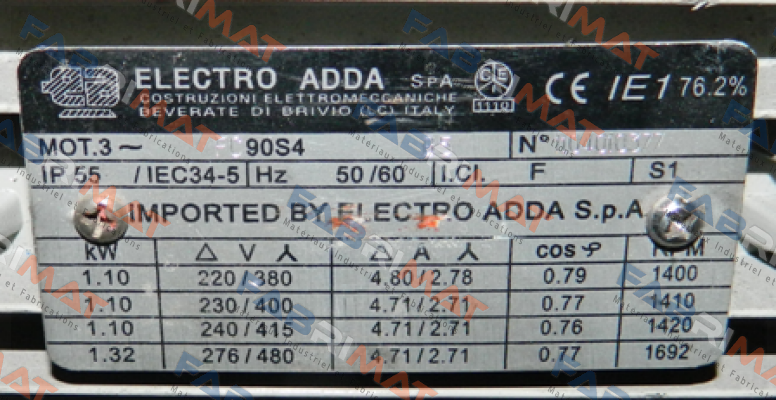 ELECTRO ADDA SPA CE IE1 76.2%
COSTRUZIONI ELETTROMECCANICHE
BEVERATE DI BRIVIO (LC) ITALY
MOT.3 ~ 90S4 N°
IP 55 / IEC34-5 Hz 50/60 I.Cl. F S1
IMPORTED BY ELECTRO ADDA S.p.A
kW △ V ⅄ △ A ⅄ cos φ RPM
1.10 220/380 4.80/2.78 0.79 1400
1.10 230/400 4.71/2.71 0.77 1410
1.10 240/415 4.71/2.71 0.76 1420
1.32 276/480 4.71/2.71 0.77 1692
FABRIMAT